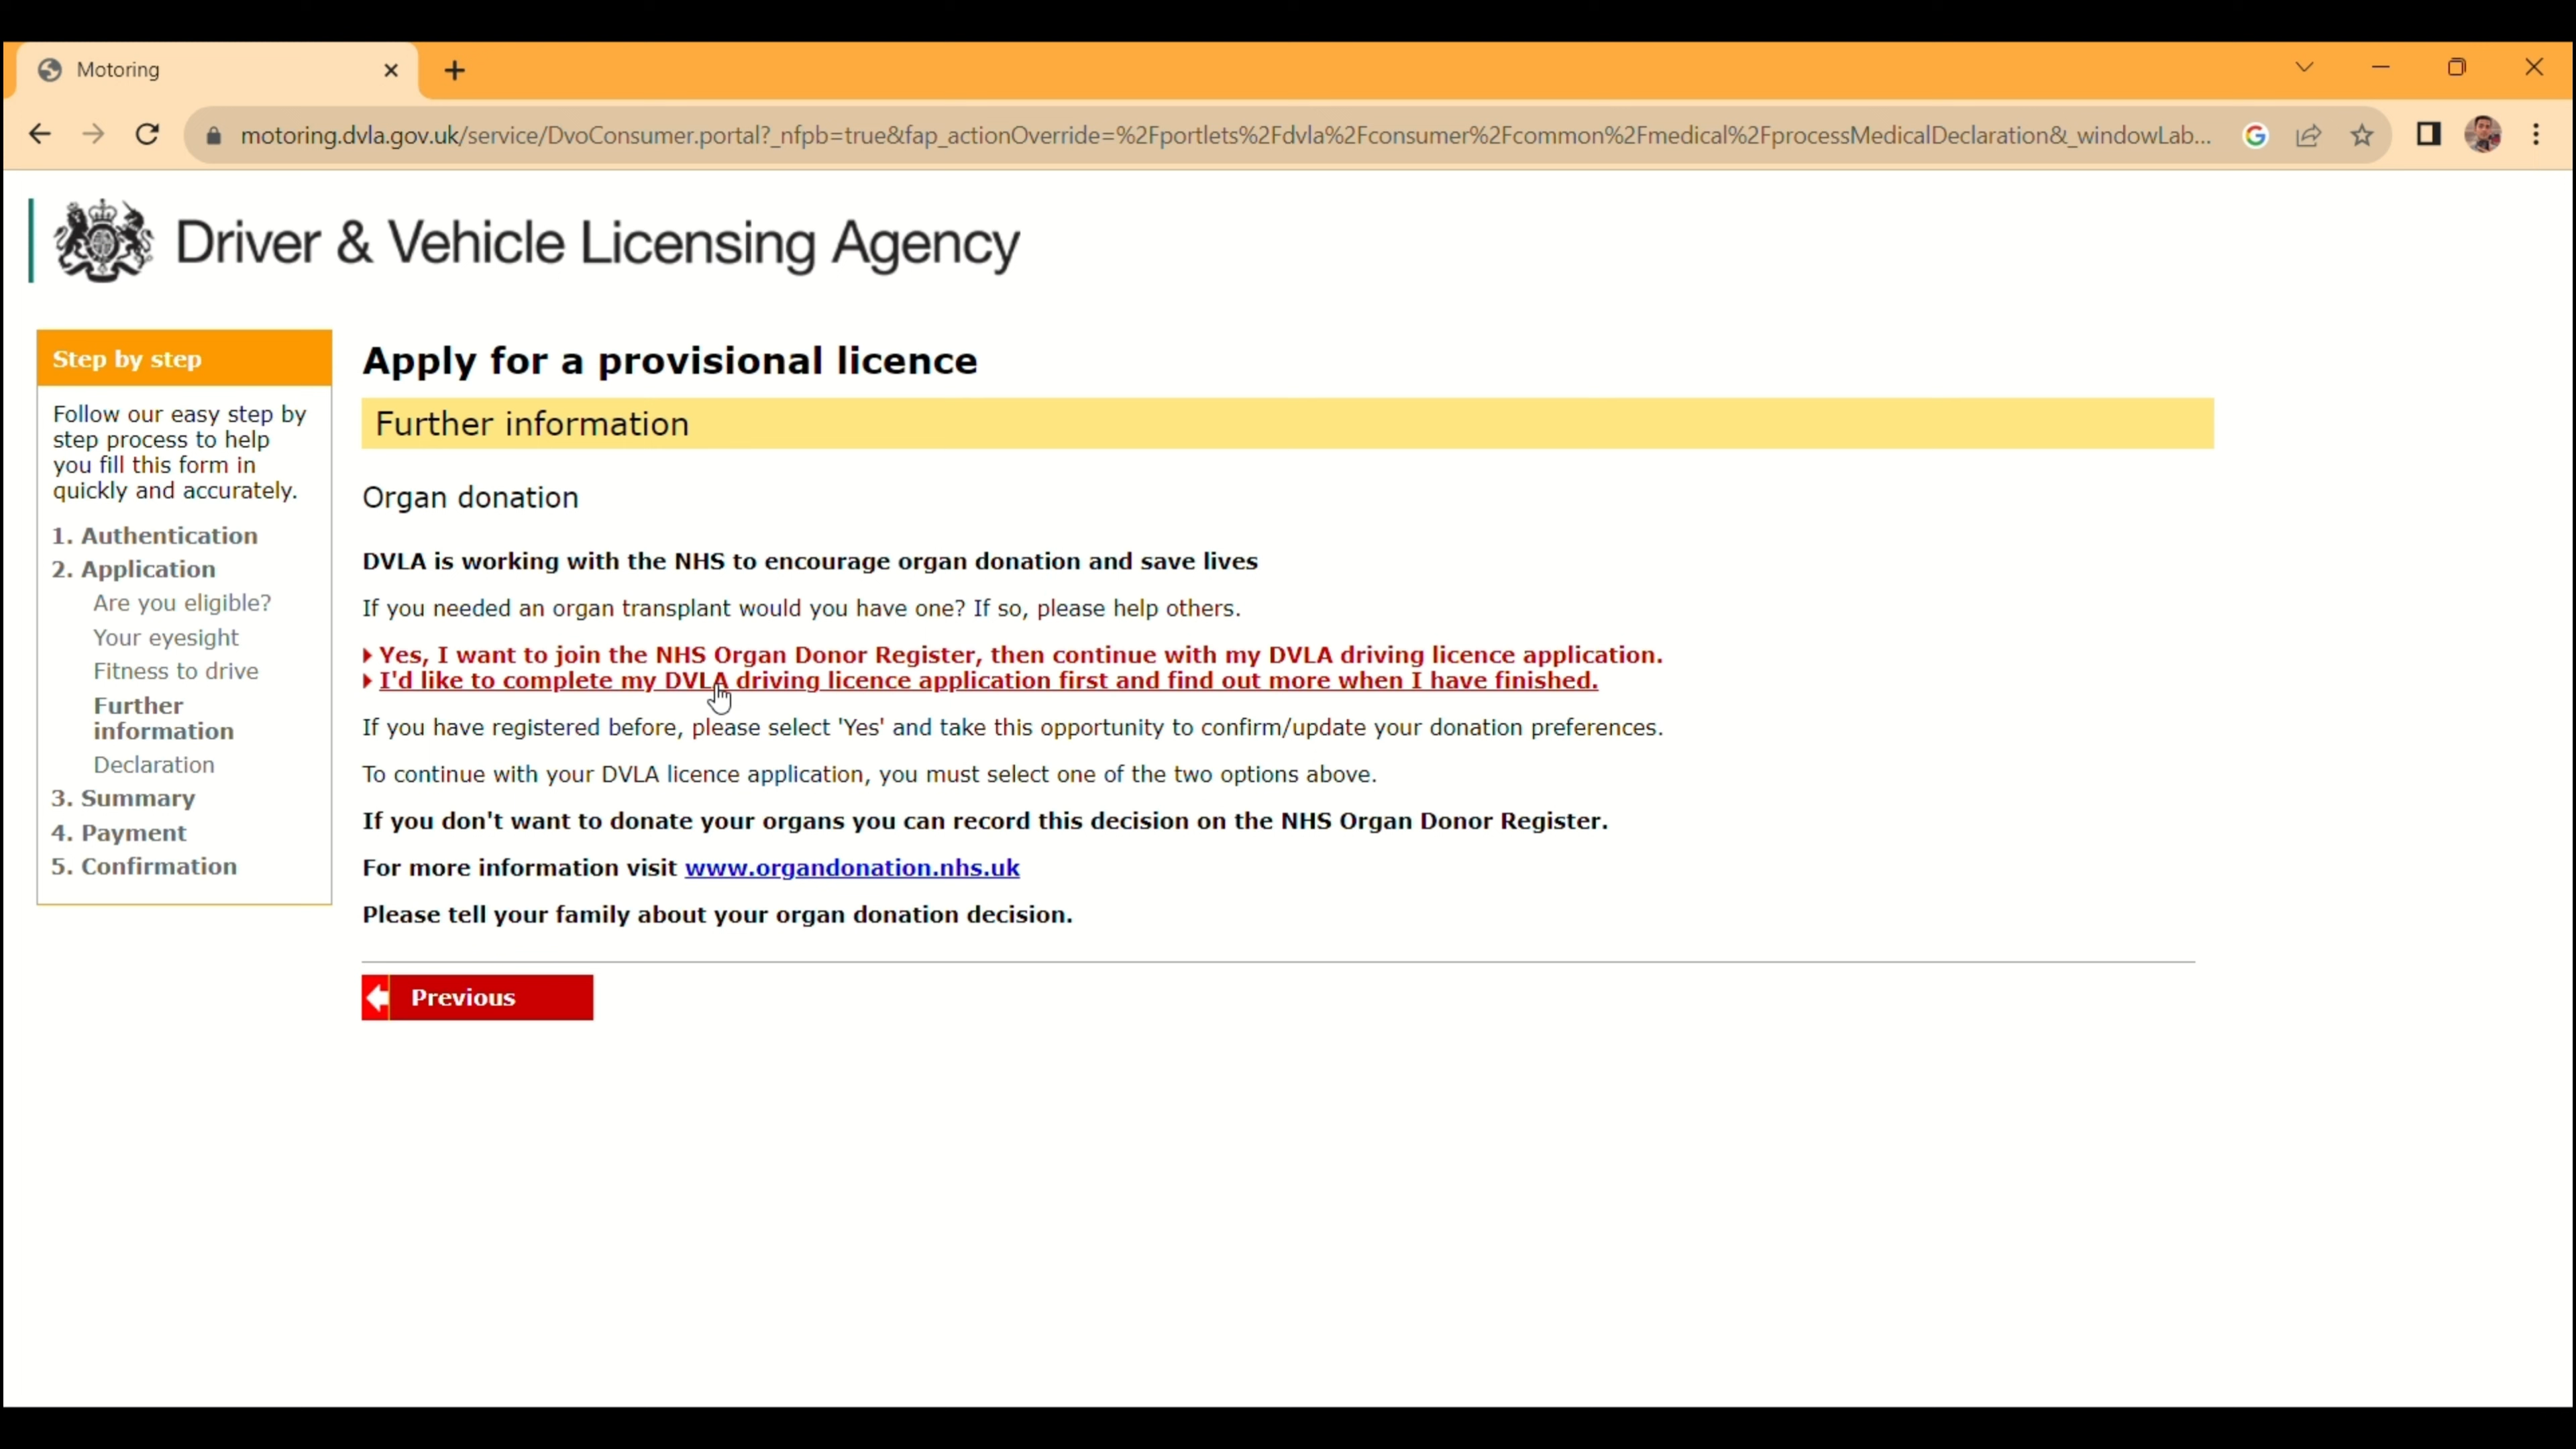 Motoring
motoring.dvla.gov.uk/service/DvoConsumer.portal?_nfpb=true&fap_actionOverride=%2Fportlets%2Fdvla%2Fconsumer%2Fcommon%2Fmedical%2FprocessMedicalDeclaration&_windowLab...
Driver & Vehicle Licensing Agency
Step by step
Follow our easy step by
step process to help
you fill this form in
quickly and accurately.
1. Authentication
2. Application
Are you eligible?
Your eyesight
Fitness to drive
Further
information
Declaration
3. Summary
4. Payment
5. Confirmation
Apply for a provisional licence
Further information
Organ donation
DVLA is working with the NHS to encourage organ donation and save lives
If you needed an organ transplant would you have one? If so, please help others.
Yes, I want to join the NHS Organ Donor Register, then continue with my DVLA driving licence application.
I'd like to complete my DVLA driving licence application first and find out more when I have finished.
If you have registered before, please select 'Yes' and take this opportunity to confirm/update your donation preferences.
To continue with your DVLA licence application, you must select one of the two options above.
If you don't want to donate your organs you can record this decision on the NHS Organ Donor Register.
For more information visit www.organdonation.nhs.uk
Please tell your family about your organ donation decision.
Previous